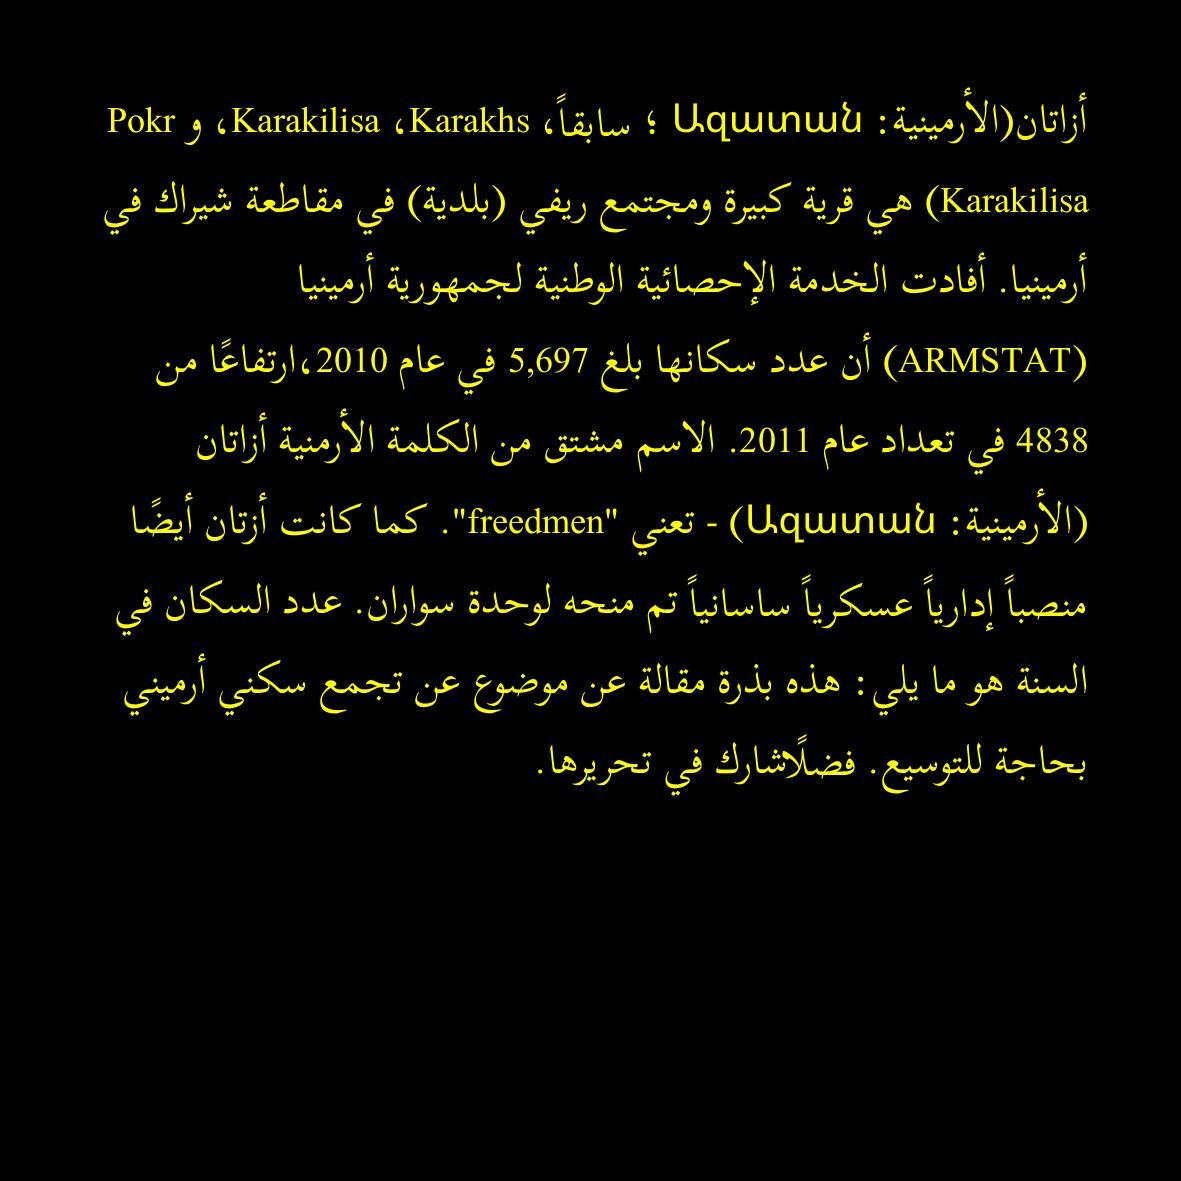 أزاتان(الأرمينية: Ազատան ؛ سابقاً، Karakilisa ،Karakhs، و Pokr
Karakilisa) هي قرية كبيرة ومجتمع ريفي (بلدية) في مقاطعة شيراك في
أرمينيا. أفادت الخدمة الإحصائية الوطنية لجمهورية أرمينيا
(ARMSTAT) أن عدد سكانها بلغ 5,697 في عام 2010،ارتفاعًا من
4838 في تعداد عام 2011. الاسم مشتق من الكلمة الأرمنية أزاتان
(الأرمينية: Ազատան) - تعني "freedmen". كما كانت أزتان أيضًا
منصباً إدارياً عسكرياً ساسانياً تم منحه لوحدة سواران. عدد السكان في
السنة هو ما يلي: هذه بذرة مقالة عن موضوع عن تجمع سكني أرميني
بحاجة للتوسيع. فضلًاشارك في تحريرها.